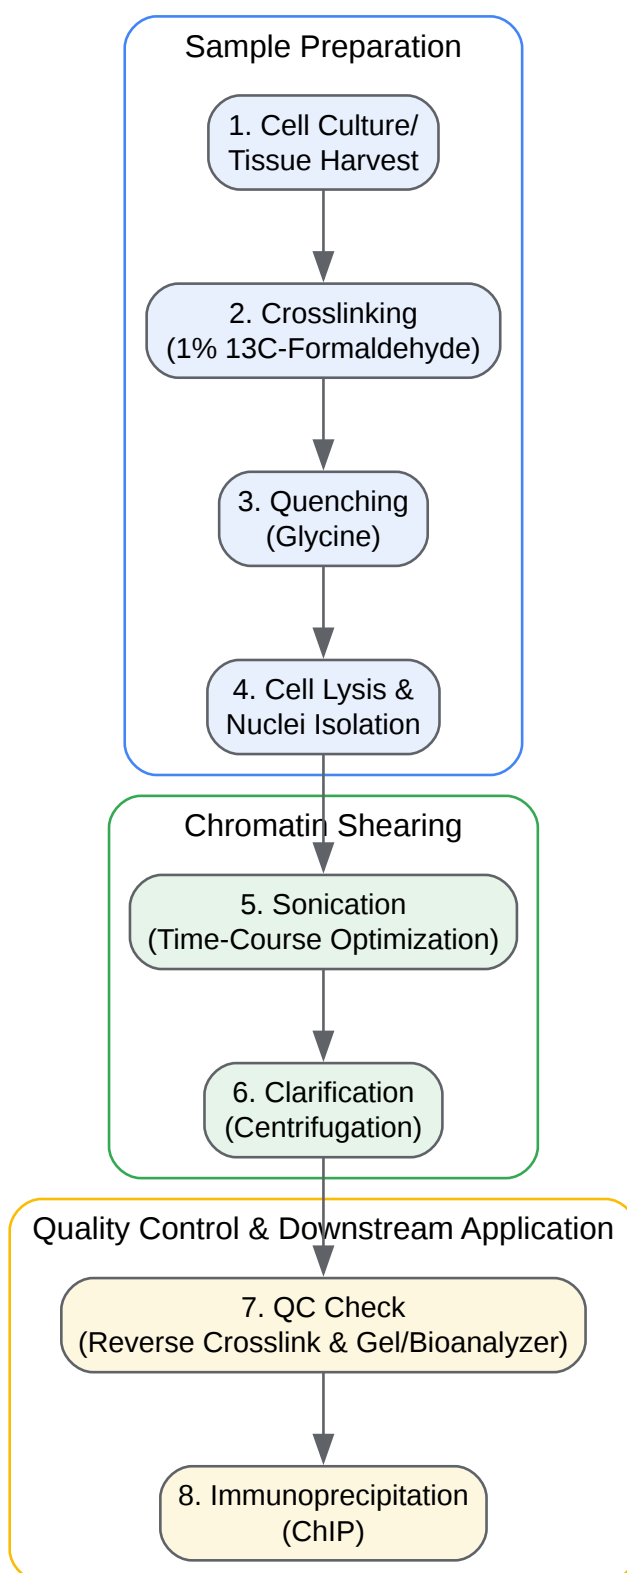 Sample Preparation
1. Cell Culture/
Tissue Harvest
2. Crosslinking
(1% 13C-Formaldehyde)
3. Quenching
(Glycine)
4. Cell Lysis &
Nuclei Isolation
Chromatin Shearing
5. Sonication
(Time-Course Optimization)
6. Clarification
(Centrifugation)
Quality Control & Downstream Application
7. QC Check
(Reverse Crosslink & Gel/Bioanalyzer)
8. Immunoprecipitation
(ChIP)